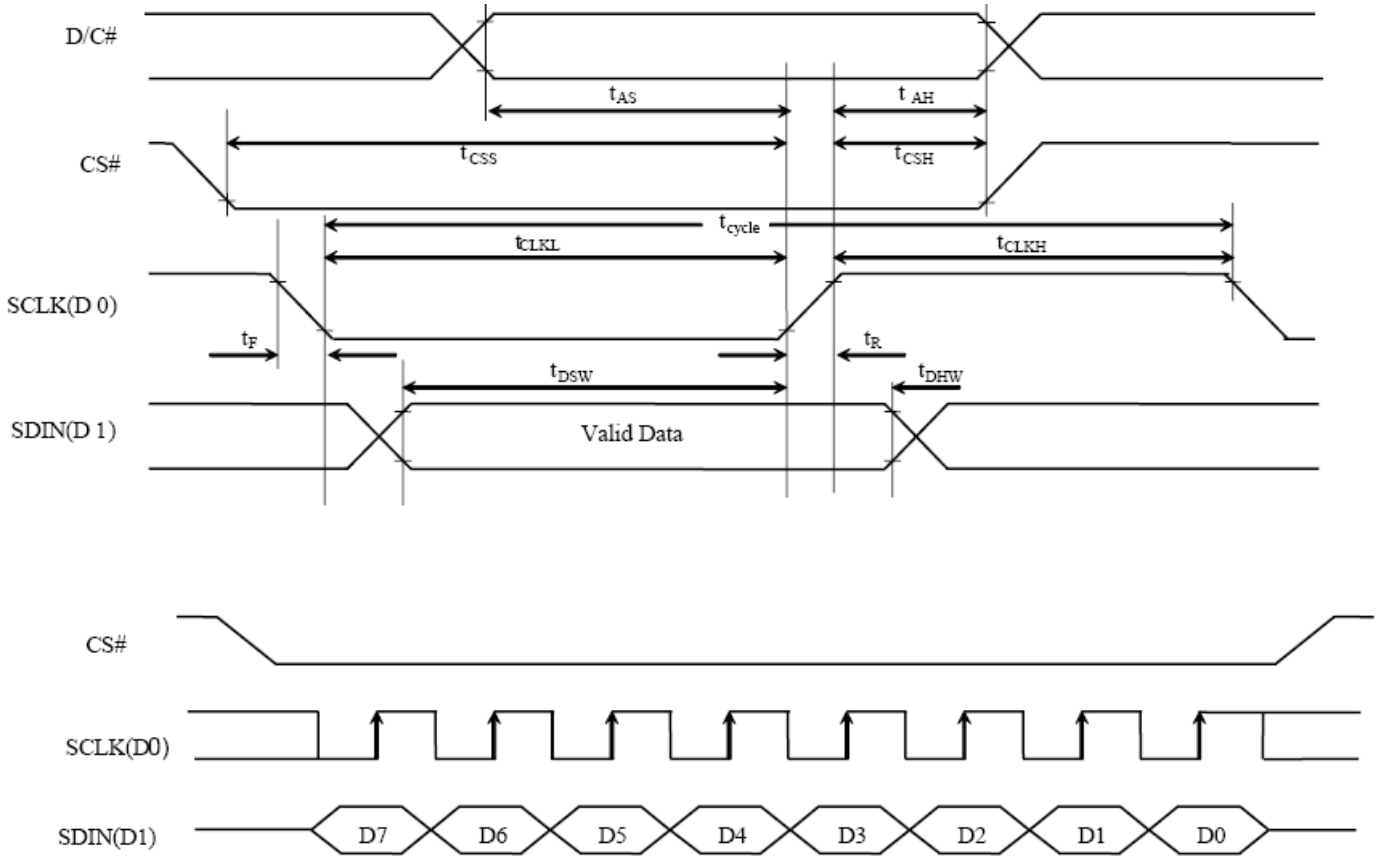 D/C#
tAS
t AH
CS#
tCSS
tCSH
tcycle
tCLKL
tCLKH
SCLK(D 0)
tF
tR
tDSW
tDHW
SDIN(D 1)
Valid Data
CS#
SCLK(D0)
SDIN(D1)
D7 D6 D5 D4 D3 D2 D1 D0